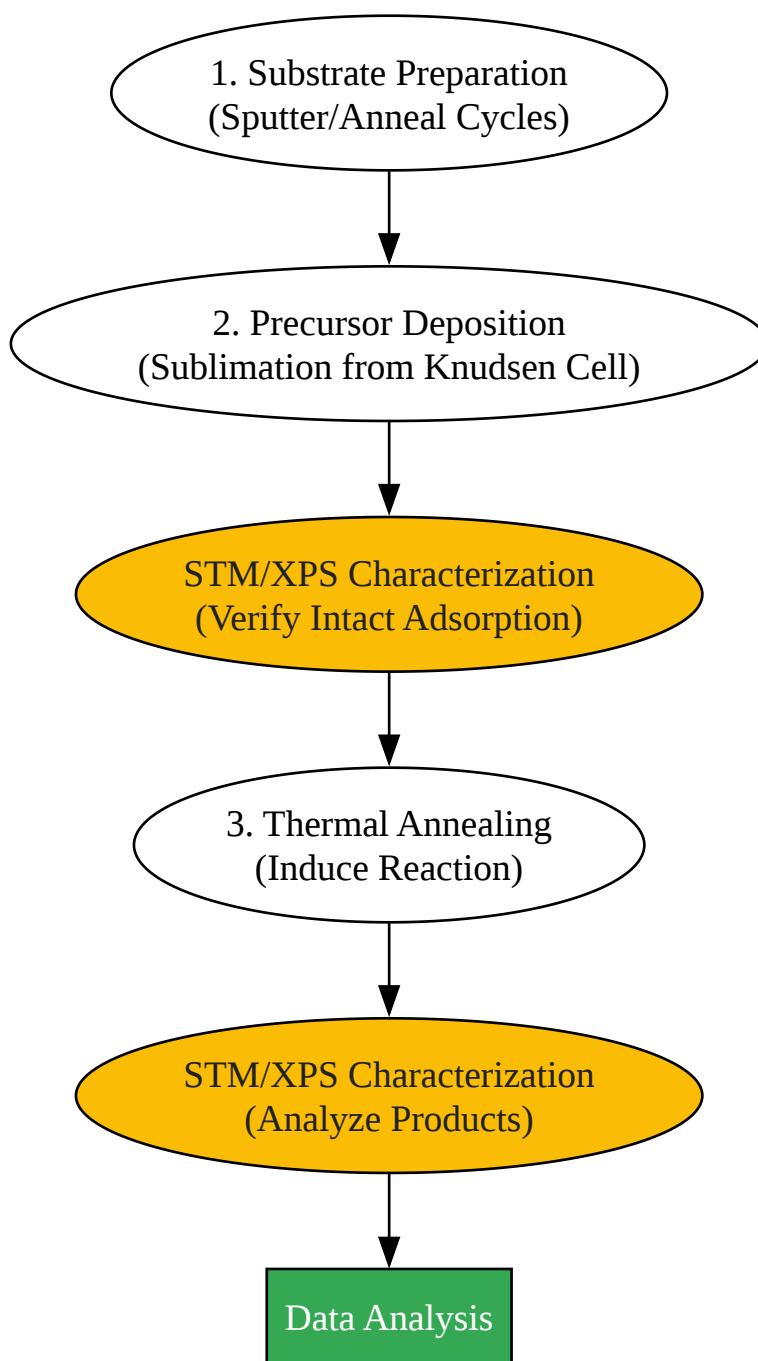 1. Substrate Preparation
(Sputter/Anneal Cycles)
2. Precursor Deposition
(Sublimation from Knudsen Cell)
STM/XPS Characterization
(Verify Intact Adsorption)
3. Thermal Annealing
(Induce Reaction)
STM/XPS Characterization
(Analyze Products)
Data Analysis